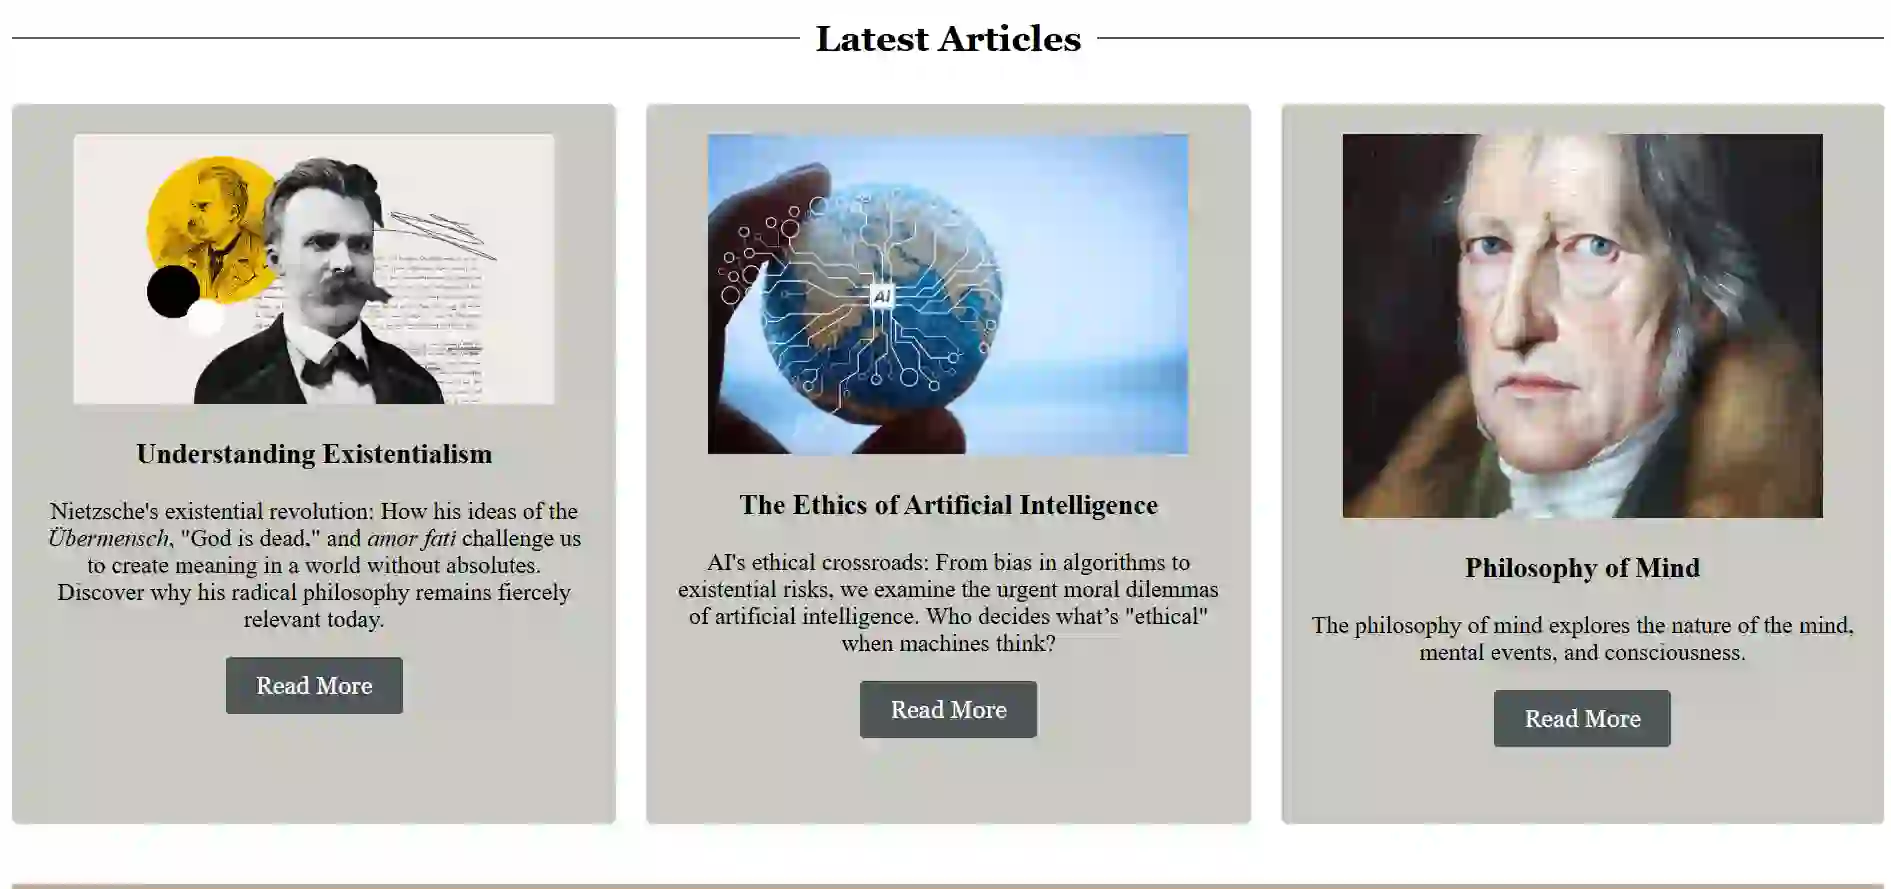 Latest Articles
AI
Understanding Existentialism
Nietzsche's existential revolution: How his ideas of the
Übermensch, "God is dead," and amor fati challenge us
to create meaning in a world without absolutes.
Discover why his radical philosophy remains fiercely
relevant today.
Read More
The Ethics of Artificial Intelligence
AI's ethical crossroads: From bias in algorithms to
existential risks, we examine the urgent moral dilemmas
of artificial intelligence. Who decides what’s "ethical"
when machines think?
Read More
Philosophy of Mind
The philosophy of mind explores the nature of the mind,
mental events, and consciousness.
Read More